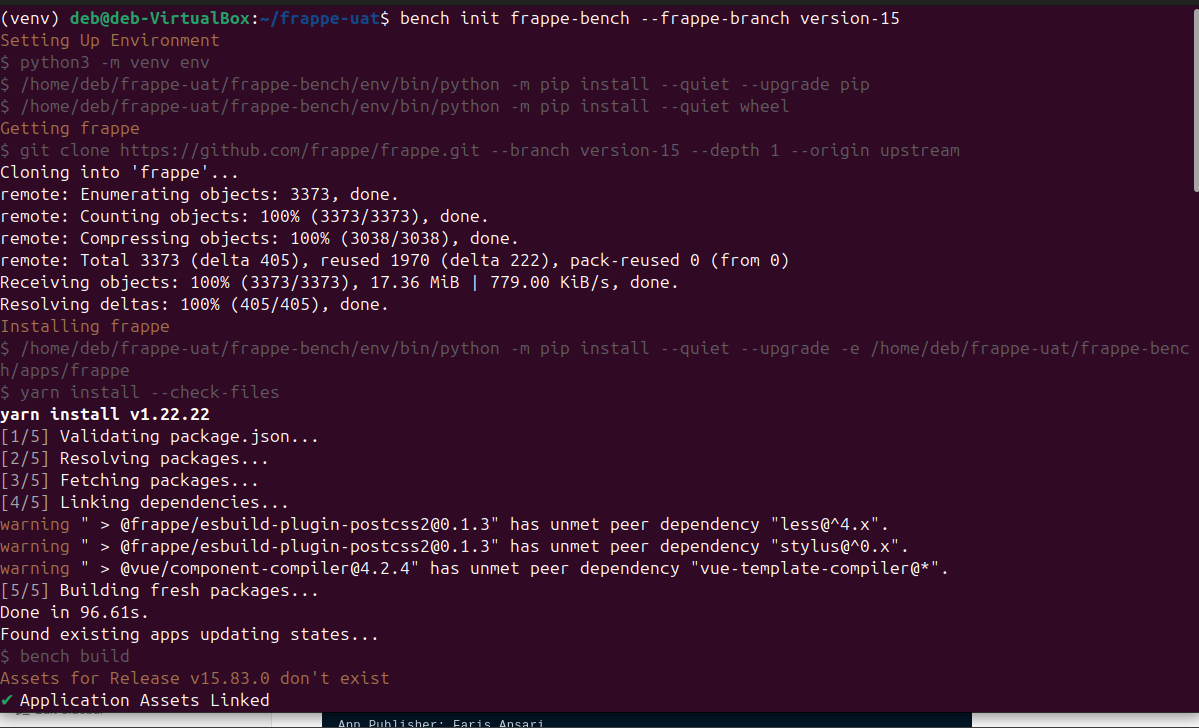 (venv) deb@deb-VirtualBox:~/frappe-uat$ bench init frappe-bench --frappe-branch version-15
Setting Up Environment
$ python3 -m venv env
$ /home/deb/frappe-uat/frappe-bench/env/bin/python -m pip install --quiet --upgrade pip
$ /home/deb/frappe-uat/frappe-bench/env/bin/python -m pip install --quiet wheel
Getting frappe
$ git clone https://github.com/frappe/frappe.git --branch version-15 --depth 1 --origin upstream
Cloning into 'frappe'...
remote: Enumerating objects: 3373, done.
remote: Counting objects: 100% (3373/3373), done.
remote: Compressing objects: 100% (3038/3038), done.
remote: Total 3373 (delta 405), reused 1970 (delta 222), pack-reused 0 (from 0)
Receiving objects: 100% (3373/3373), 17.36 MiB | 779.00 KiB/s, done.
Resolving deltas: 100% (405/405), done.
Installing frappe
$ /home/deb/frappe-uat/frappe-bench/env/bin/python -m pip install --quiet --upgrade -e /home/deb/frappe-uat/frappe-benc
h/apps/frappe
$ yarn install --check-files
yarn install v1.22.22
[1/5] Validating package.json...
[2/5] Resolving packages...
[3/5] Fetching packages...
[4/5] Linking dependencies...
warning " > @frappe/esbuild-plugin-postcss2@0.1.3" has unmet peer dependency "less@^4.x".
warning " > @frappe/esbuild-plugin-postcss2@0.1.3" has unmet peer dependency "stylus@^0.x".
warning " > @vue/component-compiler@4.2.4" has unmet peer dependency "vue-template-compiler@*".
[5/5] Building fresh packages...
Done in 96.61s.
Found existing apps updating states...
$ bench build
Assets for Release v15.83.0 don't exist
✔ Application Assets Linked
App Publisher: Faris Ansari